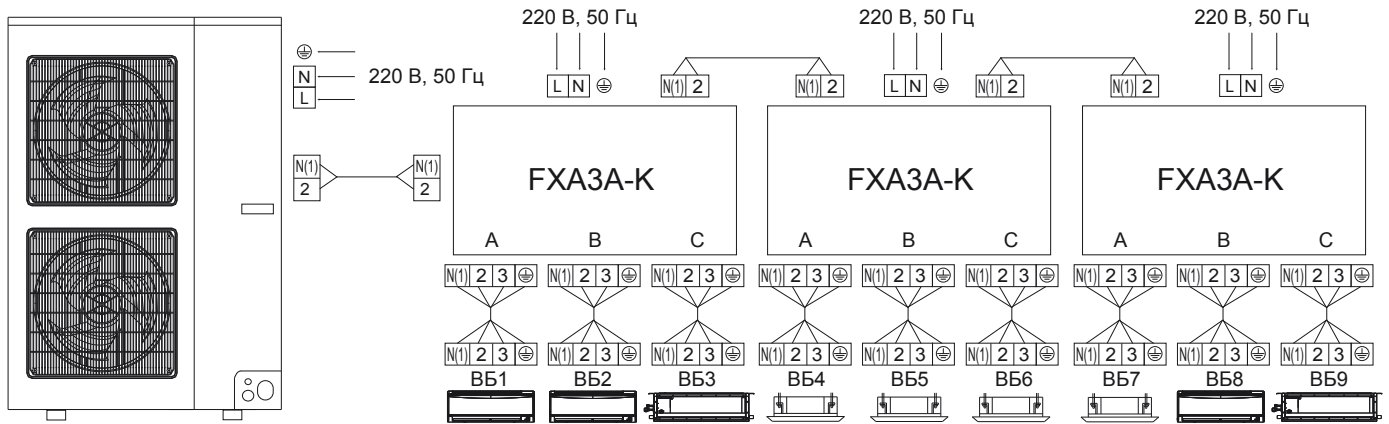 220 В, 50 Гц 220 В, 50 Гц 220 В, 50 Гц
N 220 В, 50 Гц
L
L N N(1) 2 N(1) 2 L N N(1) 2 N(1) 2 L N
N(1) N(1)
2 2
FXA3A-K FXA3A-K FXA3A-K
A B C A B C A B C
N(1) 2 3 N(1) 2 3 N(1) 2 3 N(1) 2 3 N(1) 2 3 N(1) 2 3 N(1) 2 3 N(1) 2 3 N(1) 2 3
N(1) 2 3 N(1) 2 3 N(1) 2 3 N(1) 2 3 N(1) 2 3 N(1) 2 3 N(1) 2 3 N(1) 2 3 N(1) 2 3
ВБ1 ВБ2 ВБ3 ВБ4 ВБ5 ВБ6 ВБ7 ВБ8 ВБ9